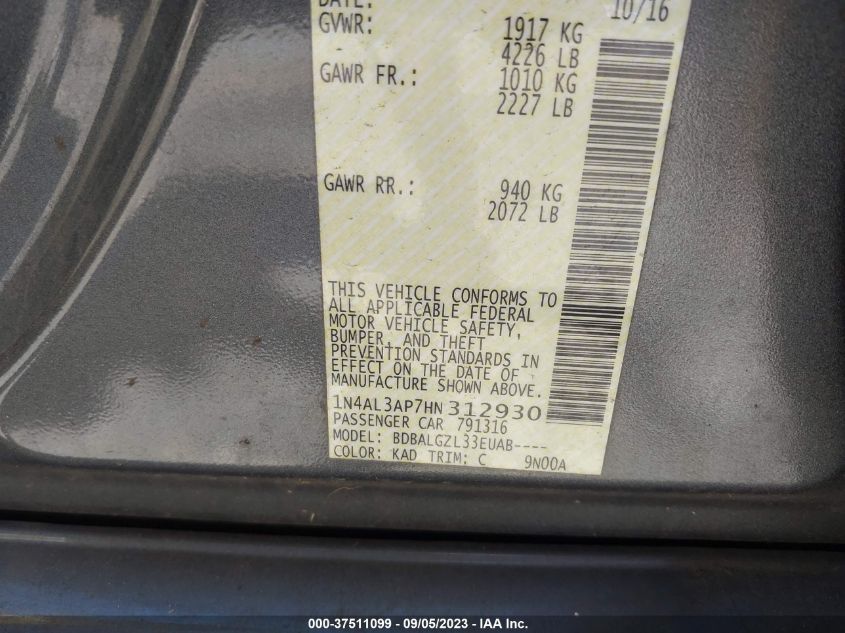 DATE: 10/16
GVWR: 1917 KG
4226 LB
GAWR FR.: 1010 KG
2227 LB
GAWR RR.: 940 KG
2072 LB
THIS VEHICLE CONFORMS TO
ALL APPLICABLE FEDERAL
MOTOR VEHICLE SAFETY,
BUMPER, AND THEFT
PREVENTION STANDARDS IN
EFFECT ON THE DATE OF
MANUFACTURE SHOWN ABOVE.
1N4AL3AP7HN312930
PASSENGER CAR 791316
MODEL: BDBALGZL33EUAB----
COLOR: KAD TRIM: C 9N00A
000-37511099 - 09/05/2023 - IAA Inc.